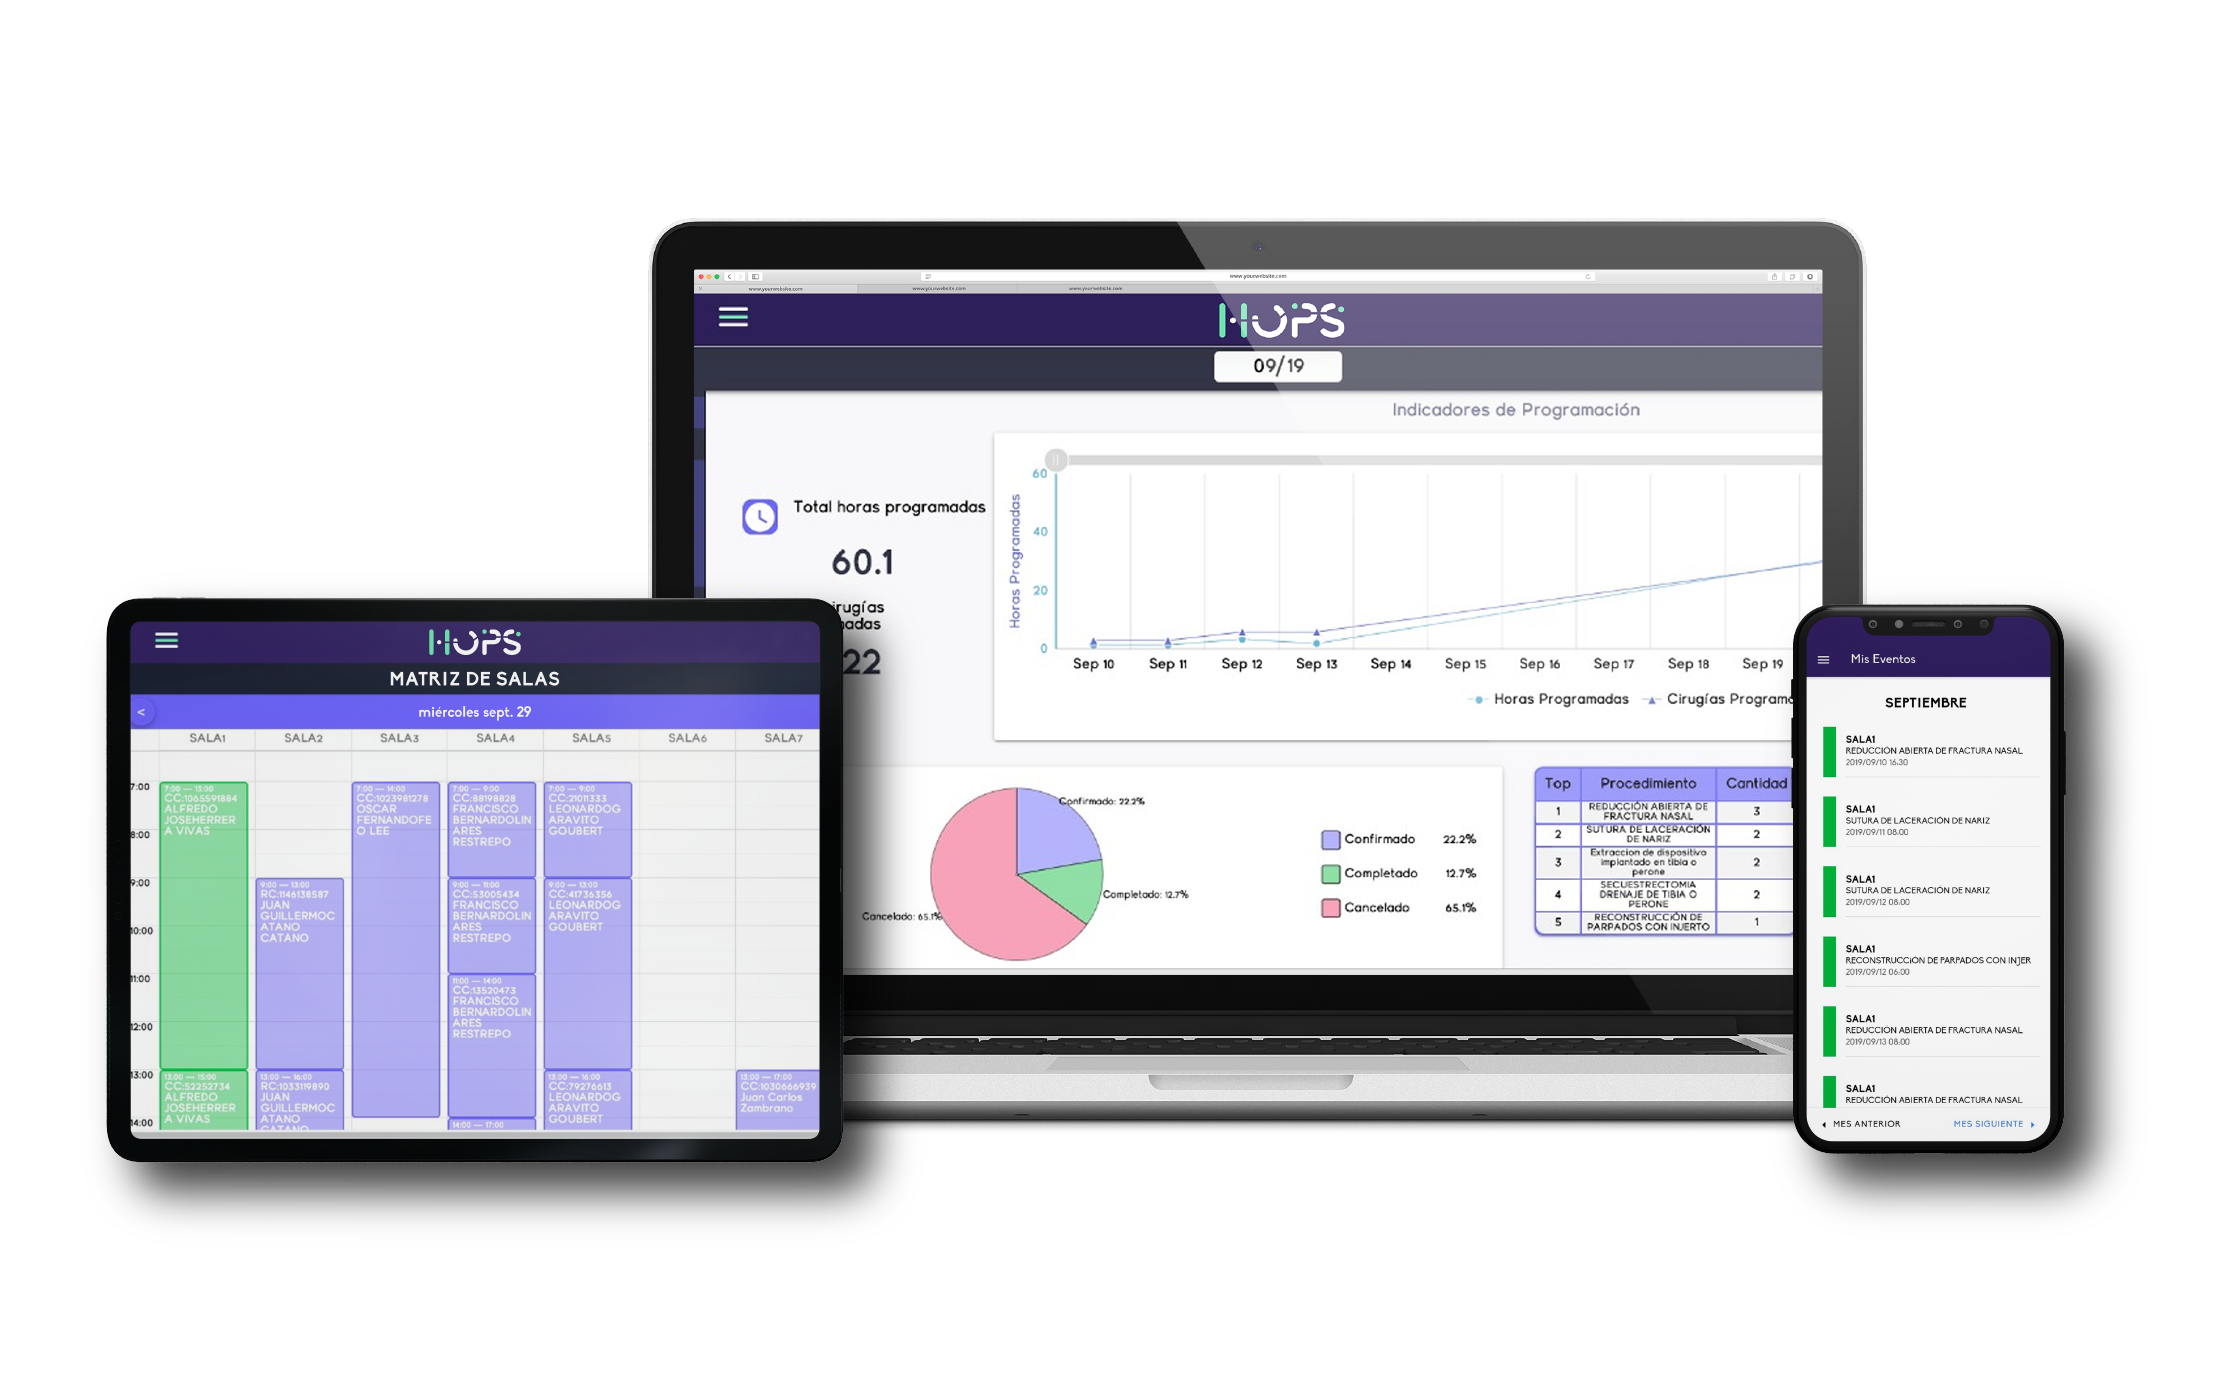 www.yourwebsite.com
www.yourwebsite.com
www.yourwebsite.com
www.yourwebsite.com
HOPS
09/19
Indicadores de Programación
Total horas programadas
60.1
irugías
adas
22
Horas Programadas
60
40
20
0
Sep 10
Sep 11
Sep 12
Sep 13
Sep 14
Sep 15
Sep 16
Sep 17
Sep 18
Sep 19
Horas Programadas
Cirugías Programa
Confirmado: 22.2%
Completado: 12.7%
Cancelado: 65.1%
Confirmado 22.2%
Completado 12.7%
Cancelado 65.1%
Top Procedimiento Cantidad
1 REDUCCIÓN ABIERTA DE
FRACTURA NASAL 3
2 SUTURA DE LACERACIÓN
DE NARIZ 2
3 Extraccion de dispositivo
implantado en tibia o
perone 2
4 SECUESTRECTOMIA
DRENAJE DE TIBIA O
PERONE 2
5 RECONSTRUCCIÓN DE
PARPADOS CON INJERTO 1
HOPS
MATRIZ DE SALAS
<
miércoles sept. 29
SALA1 SALA2 SALA3 SALA4 SALA5 SALA6 SALA7
7:00
8:00
9:00
10:00
11:00
12:00
13:00
14:00
7:00 — 13:00
CC:1065591884
ALFREDO
JOSEHERRER
A VIVAS
13:00 — 15:00
CC:52252734
ALFREDO
JOSEHERRER
A VIVAS
9:00 — 13:00
RC:1146138587
JUAN
GUILLERMOC
ATANO
CATANO
13:00 — 16:00
RC:1033119890
JUAN
GUILLERMOC
ATANO
CATANO
7:00 — 14:00
CC:1023981278
OSCAR
FERNANDOFE
O LEE
7:00 — 9:00
CC:88198828
FRANCISCO
BERNARDOLIN
ARES
RESTREPO
9:00 — 11:00
CC:53005434
FRANCISCO
BERNARDOLIN
ARES
RESTREPO
11:00 — 14:00
CC:13520473
FRANCISCO
BERNARDOLIN
ARES
RESTREPO
14:00 — 17:00
7:00 — 9:00
CC:21011333
LEONARDOG
ARAVITO
GOUBERT
9:00 — 13:00
CC:41736356
LEONARDOG
ARAVITO
GOUBERT
13:00 — 16:00
CC:79276613
LEONARDOG
ARAVITO
GOUBERT
13:00 — 17:00
CC:1030666939
Juan Carlos
Zambrano
Mis Eventos
SEPTIEMBRE
SALA1
REDUCCIÓN ABIERTA DE FRACTURA NASAL
2019/09/10 16:30
SALA1
SUTURA DE LACERACIÓN DE NARIZ
2019/09/11 08:00
SALA1
SUTURA DE LACERACIÓN DE NARIZ
2019/09/12 08:00
SALA1
RECONSTRUCCIÓN DE PARPADOS CON INJER
2019/09/12 06:00
SALA1
REDUCCIÓN ABIERTA DE FRACTURA NASAL
2019/09/13 08:00
SALA1
REDUCCIÓN ABIERTA DE FRACTURA NASAL
MES ANTERIOR
MES SIGUIENTE